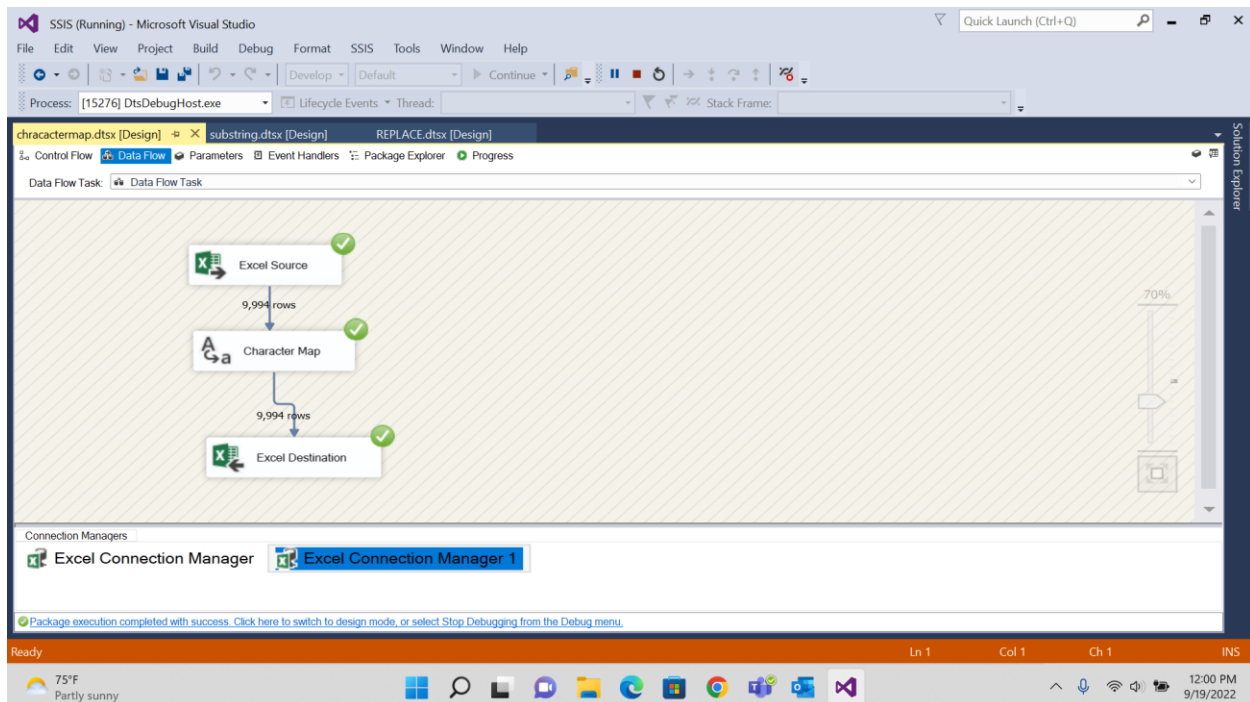 SSIS (Running) - Microsoft Visual Studio
Quick Launch (Ctrl+Q)
File Edit View Project Build Debug Format SSIS Tools Window Help
Develop Default Continue
Process: [15276] DtsDebugHost.exe Lifecycle Events Thread: Stack Frame:
chracactermap.dtsx [Design] substring.dtsx [Design] REPLACE.dtsx [Design]
Solution Explorer
Control Flow Data Flow Parameters Event Handlers Package Explorer Progress
Data Flow Task: Data Flow Task
Excel Source
9,994 rows
70%
A
a
Character Map
9,994 rows
Excel Destination
Connection Managers
Excel Connection Manager Excel Connection Manager 1
Package execution completed with success. Click here to switch to design mode, or select Stop Debugging from the Debug menu.
Ready Ln 1 Col 1 Ch 1 INS
75°F
Partly sunny
12:00 PM
9/19/2022